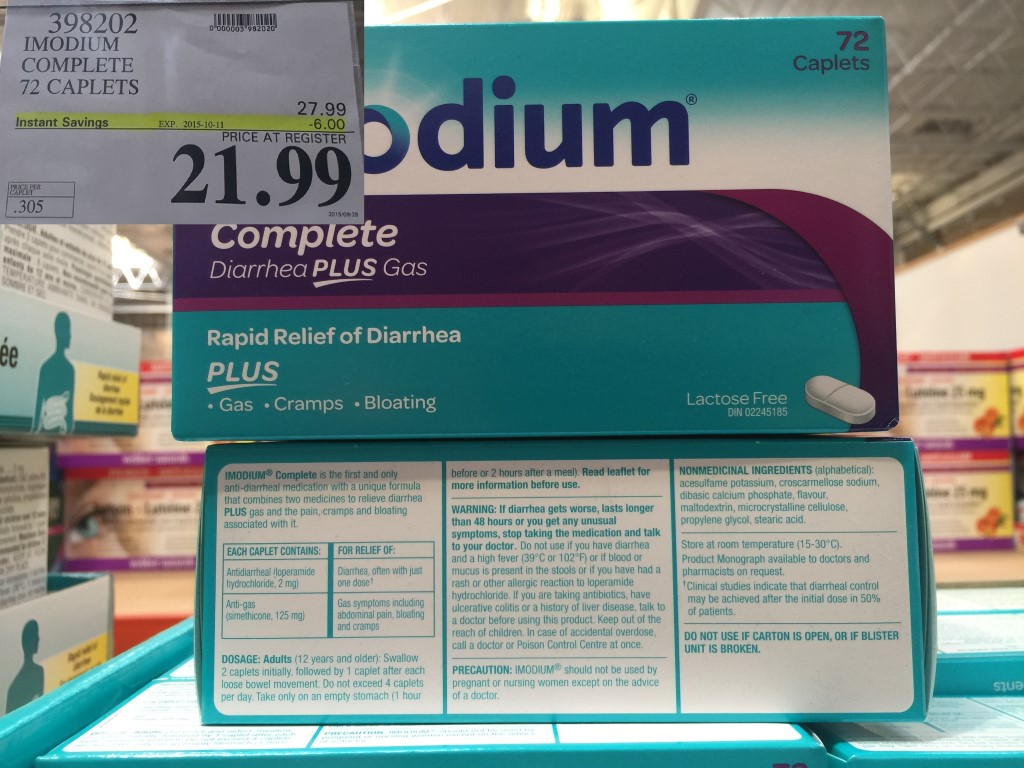 398202
IMODIUM
COMPLETE
72 CAPLETS
27.99
Instant Savings EXP. 2015-10-11 -6.00
PRICE AT REGISTER
21.99
PRICE PER
CAPLET
.305
72
Caplets
odium®
Complete
Diarrhea PLUS Gas
Rapid Relief of Diarrhea
PLUS
• Gas • Cramps • Bloating
Lactose Free
DIN 02245185
ée
IMODIUM® Complete is the first and only
anti-diarrheal medication with a unique formula
that combines two medicines to relieve diarrhea
PLUS gas and the pain, cramps and bloating
associated with it.
EACH CAPLET CONTAINS: FOR RELIEF OF:
Antidiarrheal (loperamide
hydrochloride, 2 mg)
Diarrhea, often with just
one dose†
Anti-gas
(simethicone, 125 mg)
Gas symptoms including
abdominal pain, bloating
and cramps
DOSAGE: Adults (12 years and older): Swallow
2 caplets initially, followed by 1 caplet after each
loose bowel movement. Do not exceed 4 caplets
per day. Take only on an empty stomach (1 hour
before or 2 hours after a meal). Read leaflet for
more information before use.
WARNING: If diarrhea gets worse, lasts longer
than 48 hours or you get any unusual
symptoms, stop taking the medication and talk
to your doctor. Do not use if you have diarrhea
and a high fever (39°C or 102°F) or if blood or
mucus is present in the stools or if you have had a
rash or other allergic reaction to loperamide
hydrochloride. If you are taking antibiotics, have
ulcerative colitis or a history of liver disease, talk to
a doctor before using this product. Keep out of the
reach of children. In case of accidental overdose,
call a doctor or Poison Control Centre at once.
PRECAUTION: IMODIUM® should not be used by
pregnant or nursing women except on the advice
of a doctor.
NONMEDICINAL INGREDIENTS (alphabetical):
acesulfame potassium, croscarmellose sodium,
dibasic calcium phosphate, flavour,
maltodextrin, microcrystalline cellulose,
propylene glycol, stearic acid.
Store at room temperature (15-30°C).
Product Monograph available to doctors and
pharmacists on request.
†Clinical studies indicate that diarrhea control
may be achieved after the initial dose in 50%
of patients.
DO NOT USE IF CARTON IS OPEN, OR IF BLISTER
UNIT IS BROKEN.